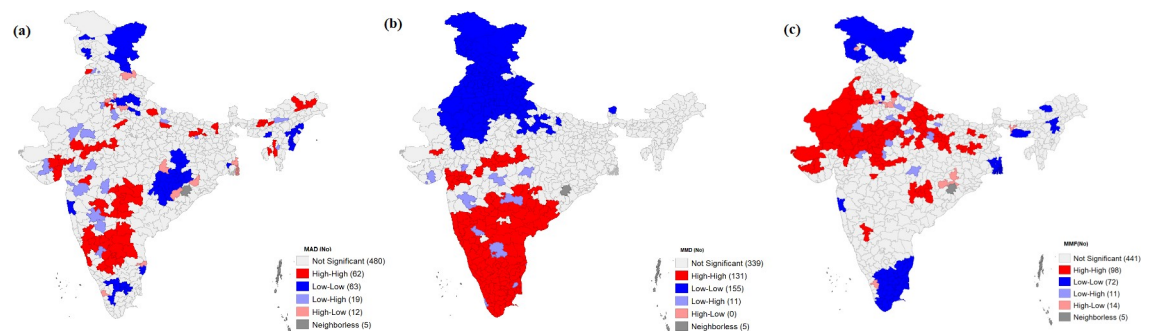 (a)
MAD (No)
Not Significant (480)
High-High (62)
Low-Low (63)
Low-High (19)
High-Low (12)
Neighborless (5)
(b)
MMD (No)
Not Significant (339)
High-High (131)
Low-Low (155)
Low-High (11)
High-Low (0)
Neighborless (5)
(c)
MMP(No)
Not Significant (441)
High-High (98)
Low-Low (72)
Low-High (11)
High-Low (14)
Neighborless (5)